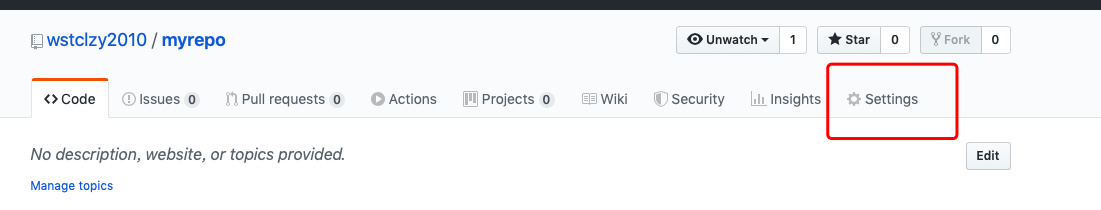 wstclzy2010 / myrepo
Unwatch 1 Star 0 Fork 0
Code Issues 0 Pull requests 0 Actions Projects 0 Wiki Security Insights Settings
No description, website, or topics provided. Edit
Manage topics